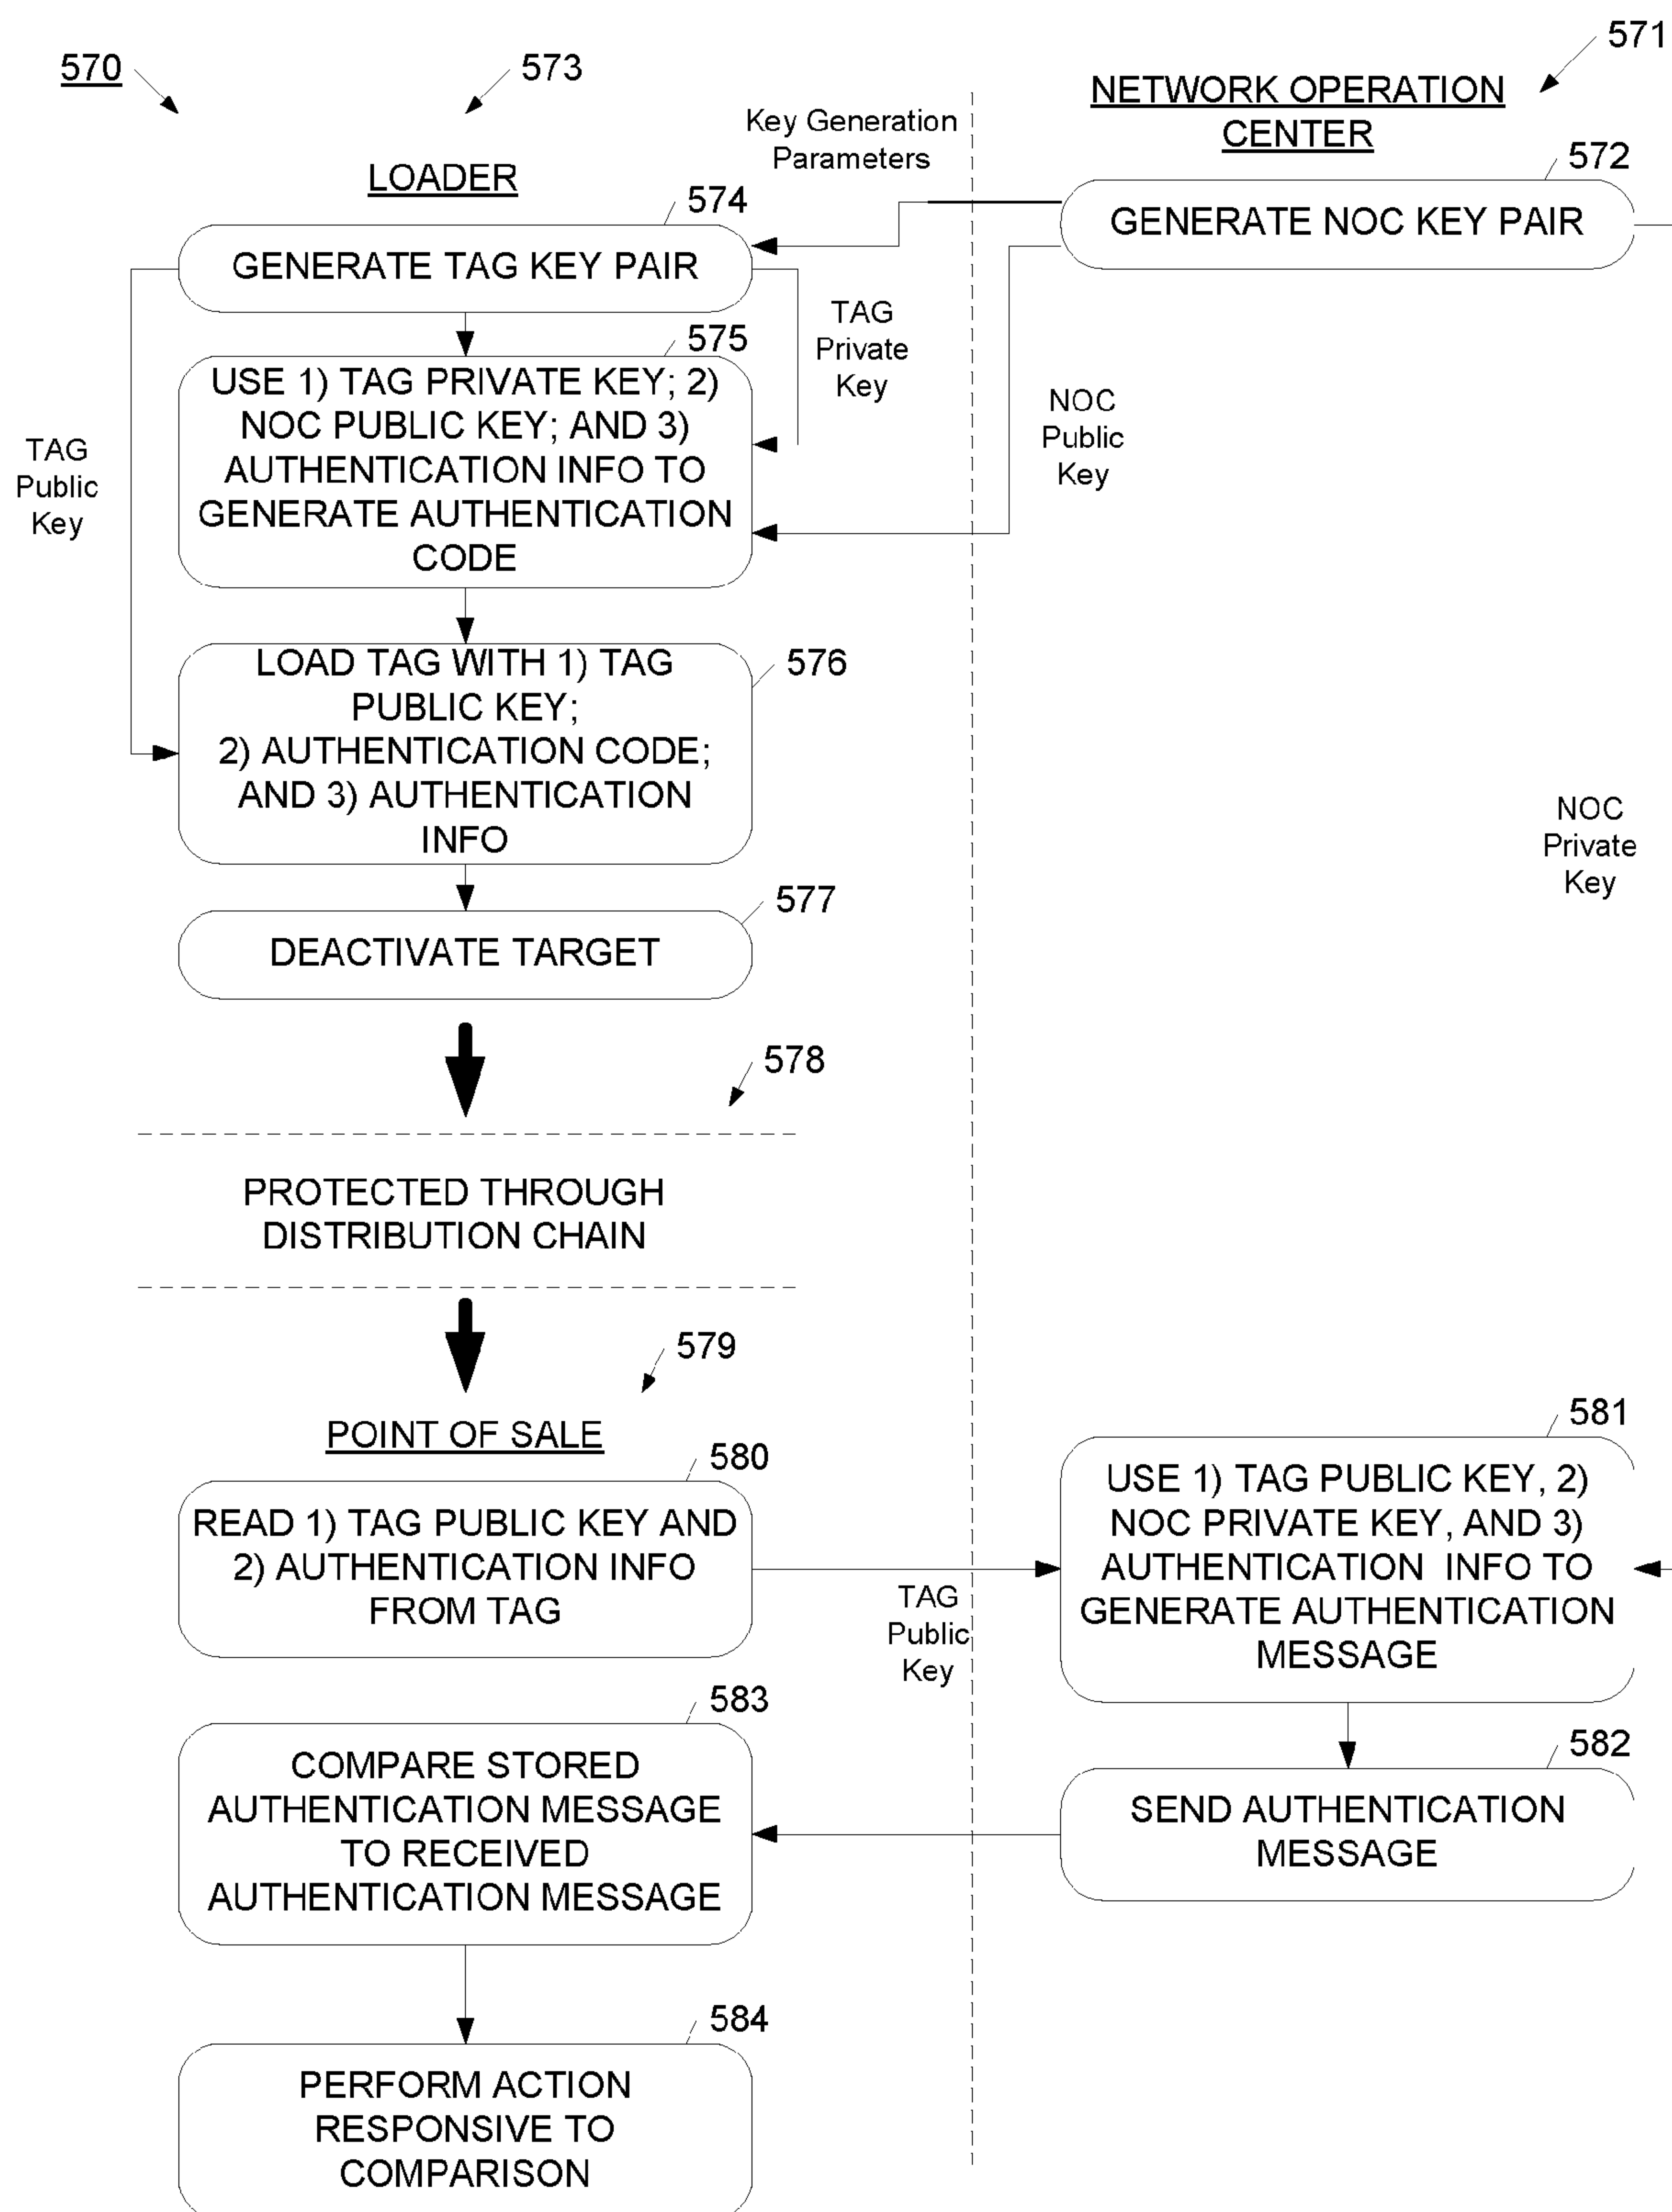 571
570
573
NETWORK OPERATION
CENTER
Key Generation
Parameters
572
LOADER
574
GENERATE NOC KEY PAIR
GENERATE TAG KEY PAIR
TAG
Private
Key
575
USE 1) TAG PRIVATE KEY; 2)
NOC PUBLIC KEY; AND 3)
AUTHENTICATION INFO TO
GENERATE AUTHENTICATION
CODE
NOC
Public
Key
TAG
Public
Key
576
LOAD TAG WITH 1) TAG
PUBLIC KEY;
2) AUTHENTICATION CODE;
AND 3) AUTHENTICATION
INFO
NOC
Private
Key
577
DEACTIVATE TARGET
578
PROTECTED THROUGH
DISTRIBUTION CHAIN
579
POINT OF SALE
580
READ 1) TAG PUBLIC KEY AND
2) AUTHENTICATION INFO
FROM TAG
TAG
Public
Key
581
USE 1) TAG PUBLIC KEY, 2)
NOC PRIVATE KEY, AND 3)
AUTHENTICATION INFO TO
GENERATE AUTHENTICATION
MESSAGE
582
SEND AUTHENTICATION
MESSAGE
583
COMPARE STORED
AUTHENTICATION MESSAGE
TO RECEIVED
AUTHENTICATION MESSAGE
584
PERFORM ACTION
RESPONSIVE TO
COMPARISON